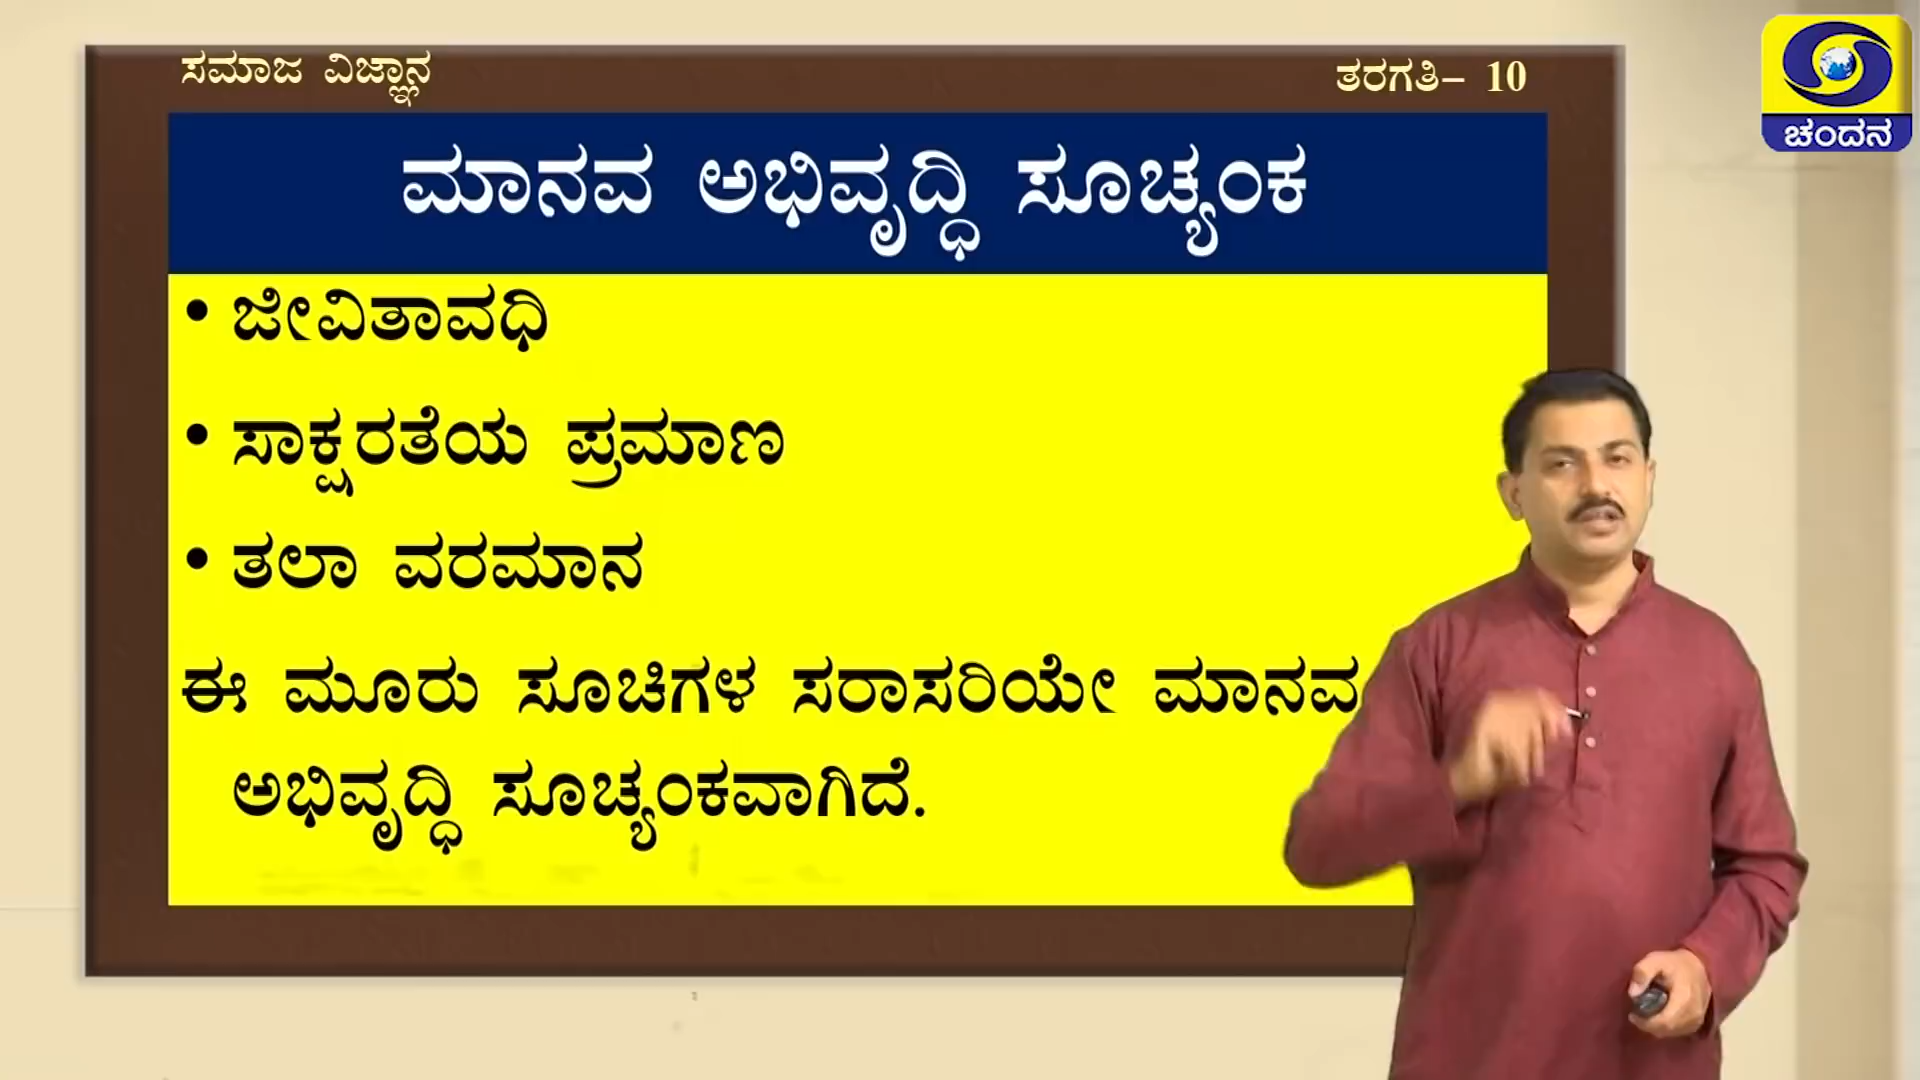 ಸಮಾಜ ವಿಜ್ಞಾನ
ತರಗತಿ– 10
ಚಂದನ
ಮಾನವ ಅಭಿವೃದ್ಧಿ ಸೂಚ್ಯಂಕ
• ಜೀವಿತಾವಧಿ
• ಸಾಕ್ಷರತೆಯ ಪ್ರಮಾಣ
• ತಲಾ ವರಮಾನ
ಈ ಮೂರು ಸೂಚಿಗಳ ಸರಾಸರಿಯೇ ಮಾನವ
ಅಭಿವೃದ್ಧಿ ಸೂಚ್ಯಂಕವಾಗಿದೆ.